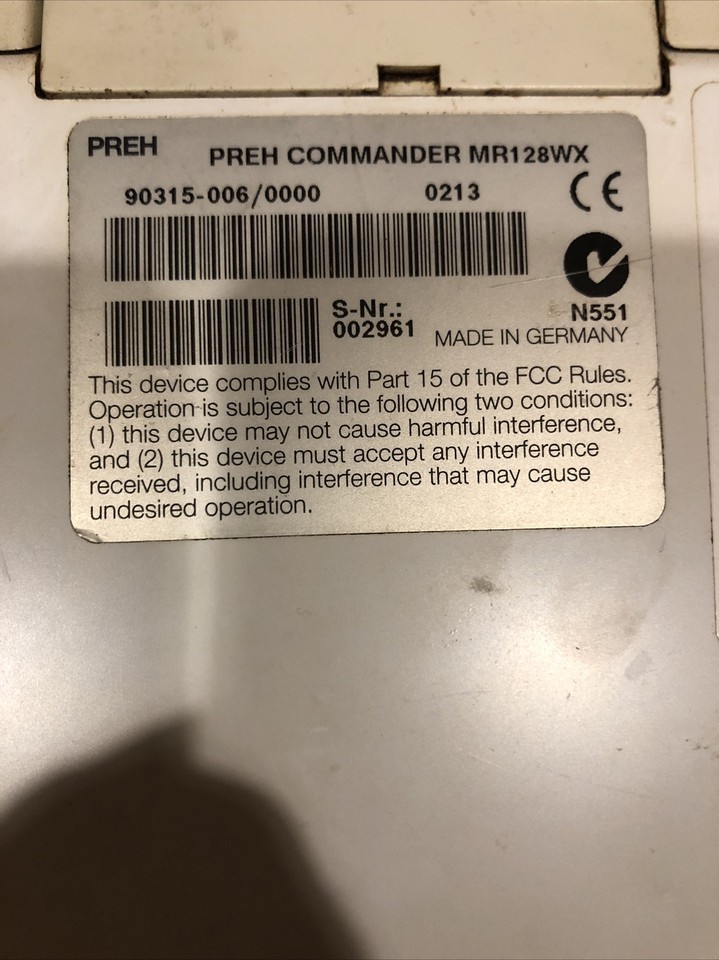 PREH
PREH COMMANDER MR128WX
90315-006/0000 0213
CE
S-Nr.:
002961
N551
MADE IN GERMANY
This device complies with Part 15 of the FCC Rules.
Operation is subject to the following two conditions:
(1) this device may not cause harmful interference,
and (2) this device must accept any interference
received, including interference that may cause
undesired operation.